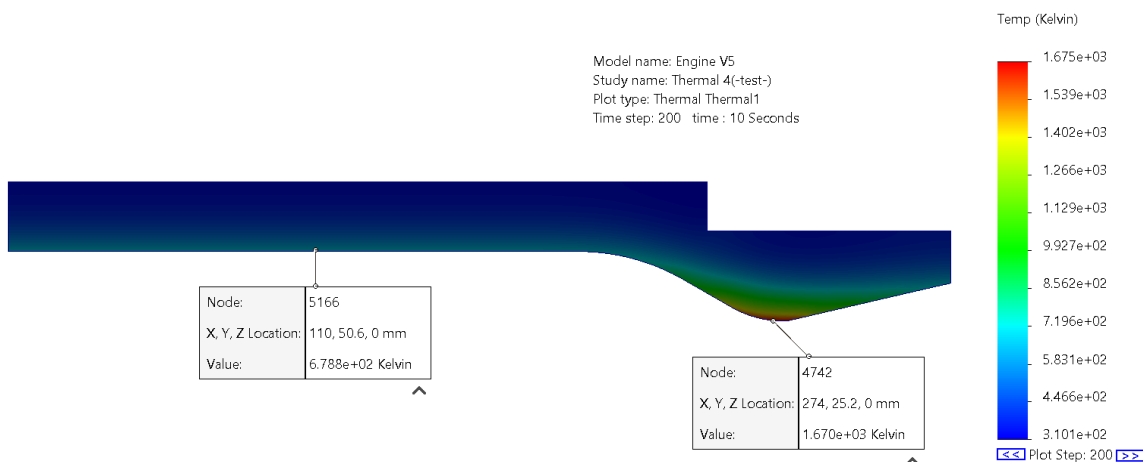 Temp (Kelvin)
Model name: Engine V5
Study name: Thermal 4(-test-)
Plot type: Thermal Thermal1
Time step: 200 time : 10 Seconds
1.675e+03
1.539e+03
1.402e+03
1.266e+03
1.129e+03
9.927e+02
8.562e+02
7.196e+02
5.831e+02
4.466e+02
3.101e+02
Node: 5166
X, Y, Z Location: 110, 50.6, 0 mm
Value: 6.788e+02 Kelvin
Node: 4742
X, Y, Z Location: 274, 25.2, 0 mm
Value: 1.670e+03 Kelvin
<< Plot Step: 200 >>